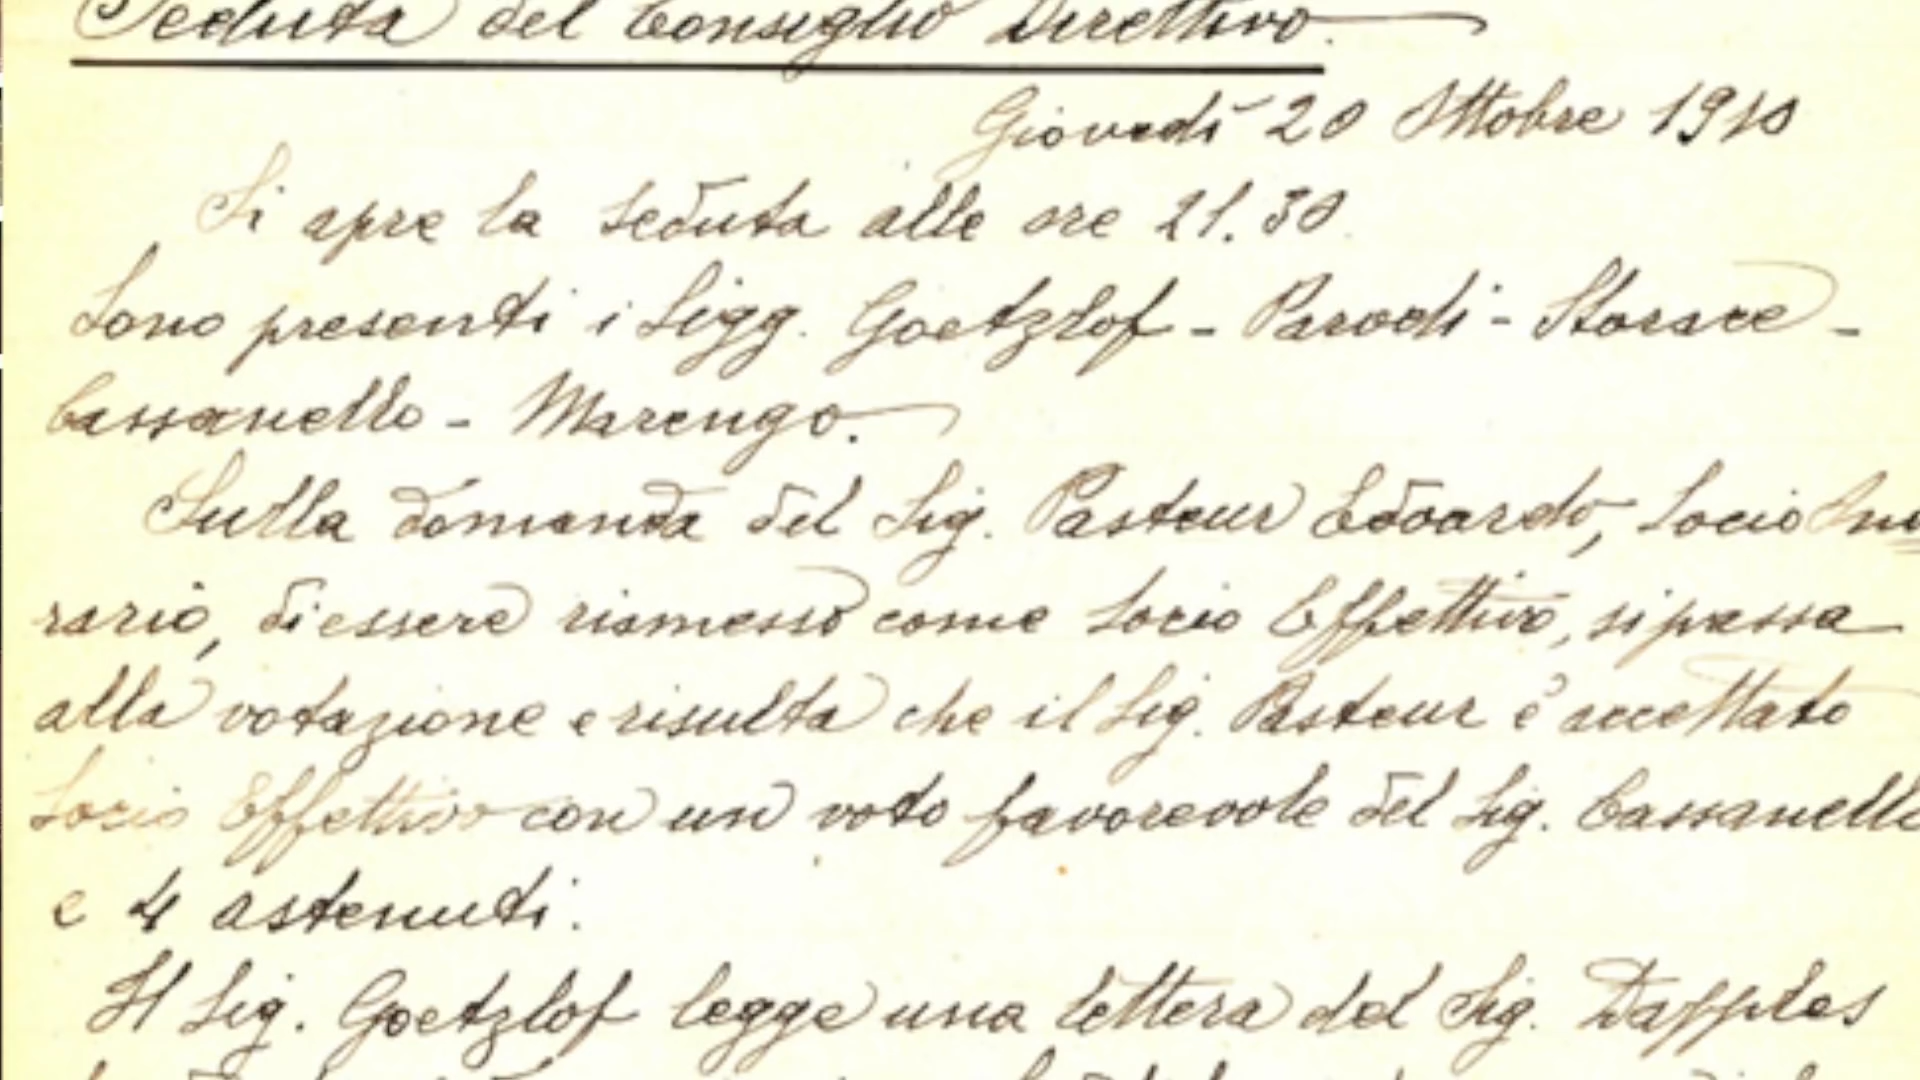 Seduta del Consiglio Direttivo.
Giovedì 20 Ottobre 1910
Si apre la seduta alle ore 21.30
Sono presenti i Sigg. Goetzlof - Parodi - Storace -
Cassanello - Marengo.
Sulla domanda del Sig. Pasteur Edoardo, Socio Ono
rario, di essere riamesso come Socio Effettivo, si passa
alla votazione e risulta che il Sig. Pasteur è accettato
Socio Effettivo con un voto favorevole del Sig. Cassanello
e 4 astenuti.
Il Sig. Goetzlof legge una lettera del Sig. Dapples